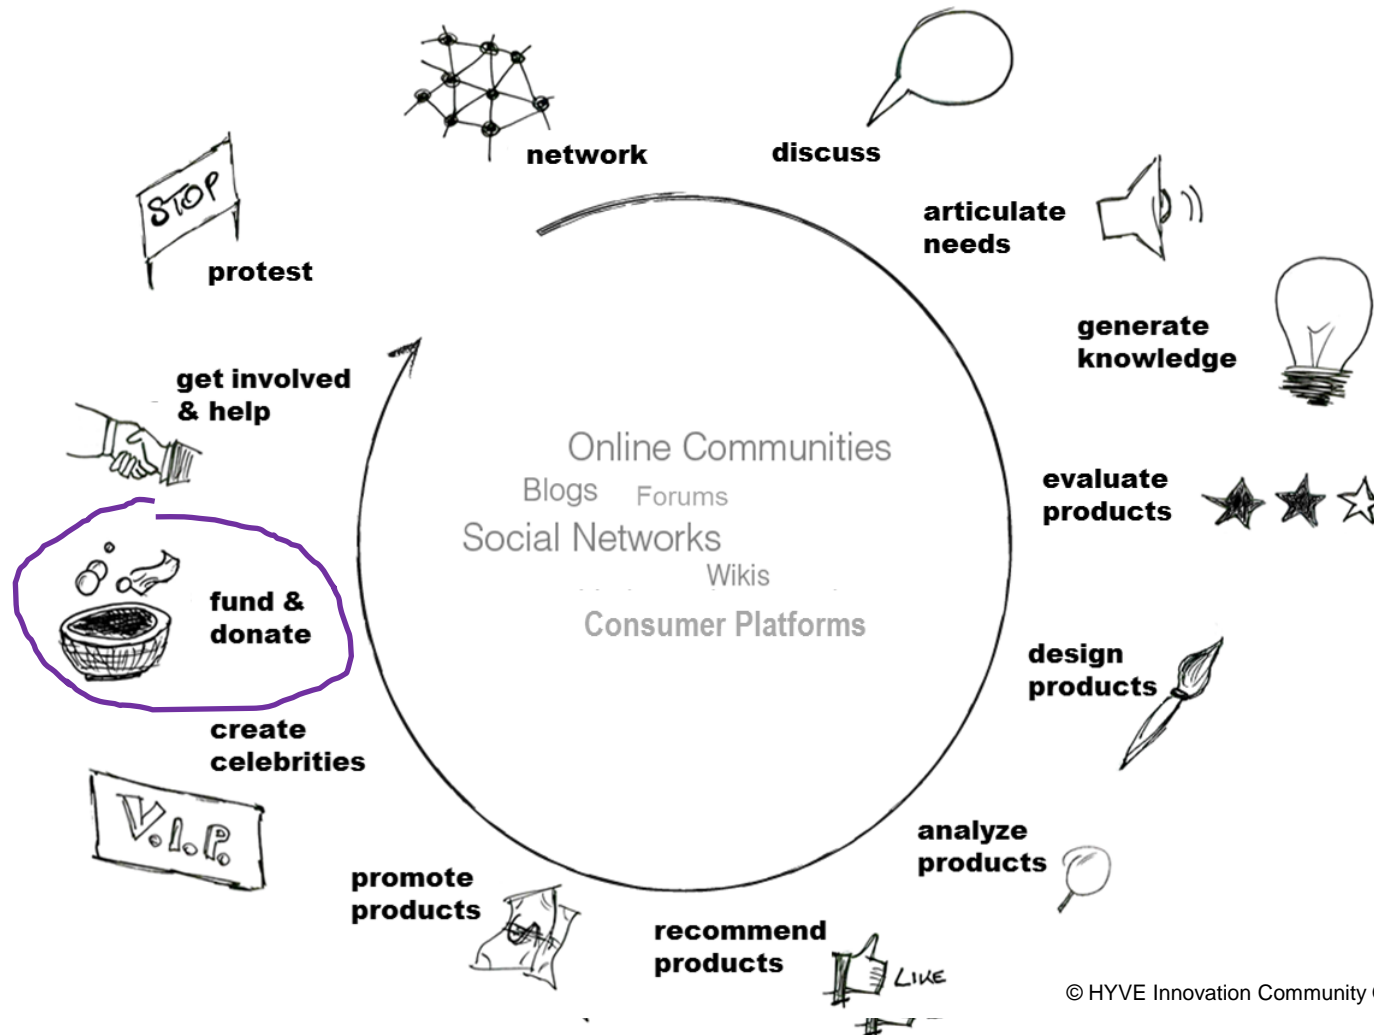 network
discuss
articulate
needs
generate
knowledge
evaluate
products
design
products
analyze
products
recommend
products
LIKE
promote
products
create
celebrities
V.I.P.
fund &
donate
get involved
& help
protest
STOP
Online Communities
Blogs
Forums
Social Networks
Wikis
Consumer Platforms
© HYVE Innovation Community